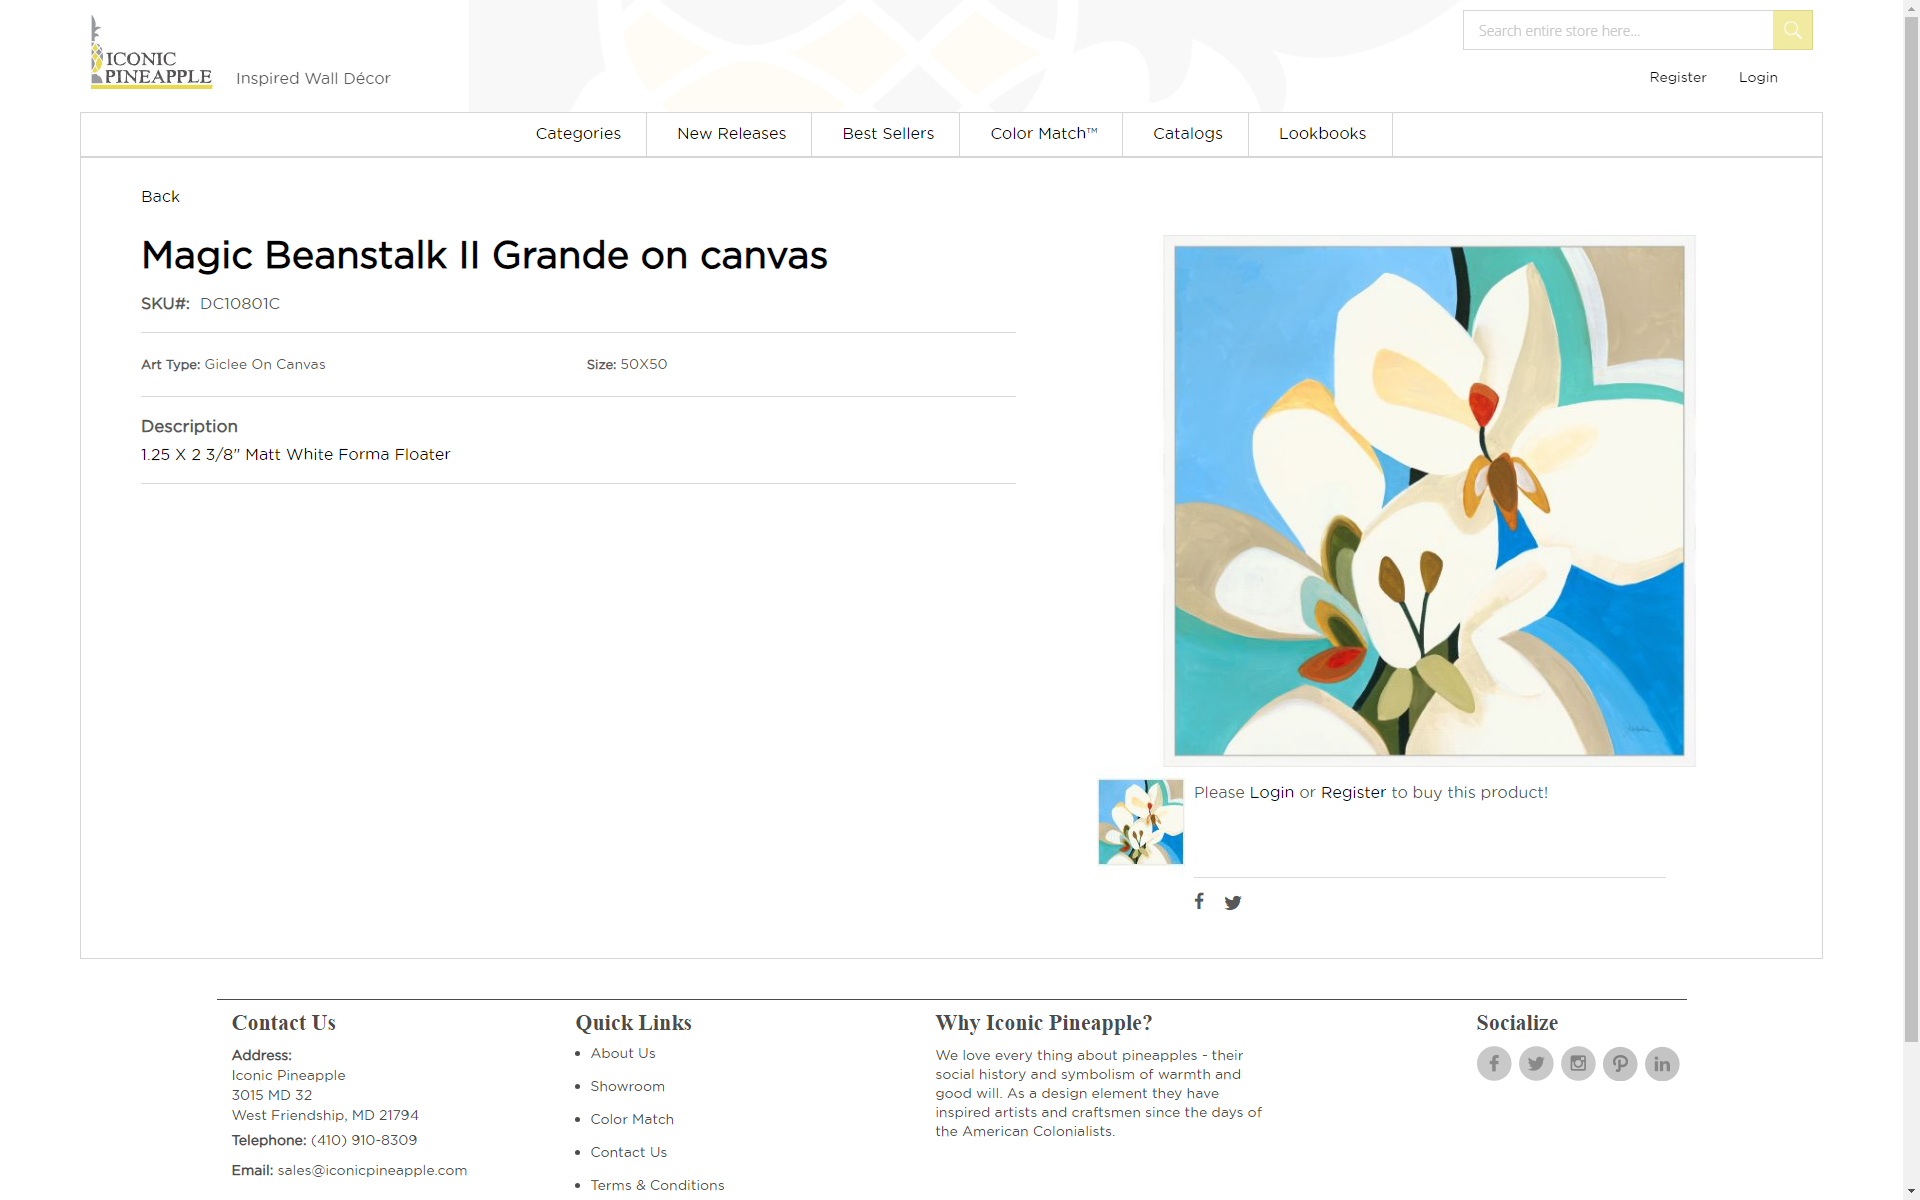 ICONIC
PINEAPPLE
Inspired Wall Décor
Search entire store here...
Register
Login
Categories
New Releases
Best Sellers
Color Match™
Catalogs
Lookbooks
Back
Magic Beanstalk II Grande on canvas
SKU#: DC10801C
Art Type: Giclee On Canvas
Size: 50X50
Description
1.25 X 2 3/8" Matt White Forma Floater
Please Login or Register to buy this product!
Contact Us
Address:
Iconic Pineapple
3015 MD 32
West Friendship, MD 21794
Telephone: (410) 910-8309
Email: sales@iconicpineapple.com
Quick Links
About Us
Showroom
Color Match
Contact Us
Terms & Conditions
Why Iconic Pineapple?
We love every thing about pineapples - their
social history and symbolism of warmth and
good will. As a design element they have
inspired artists and craftsmen since the days of
the American Colonialists.
Socialize